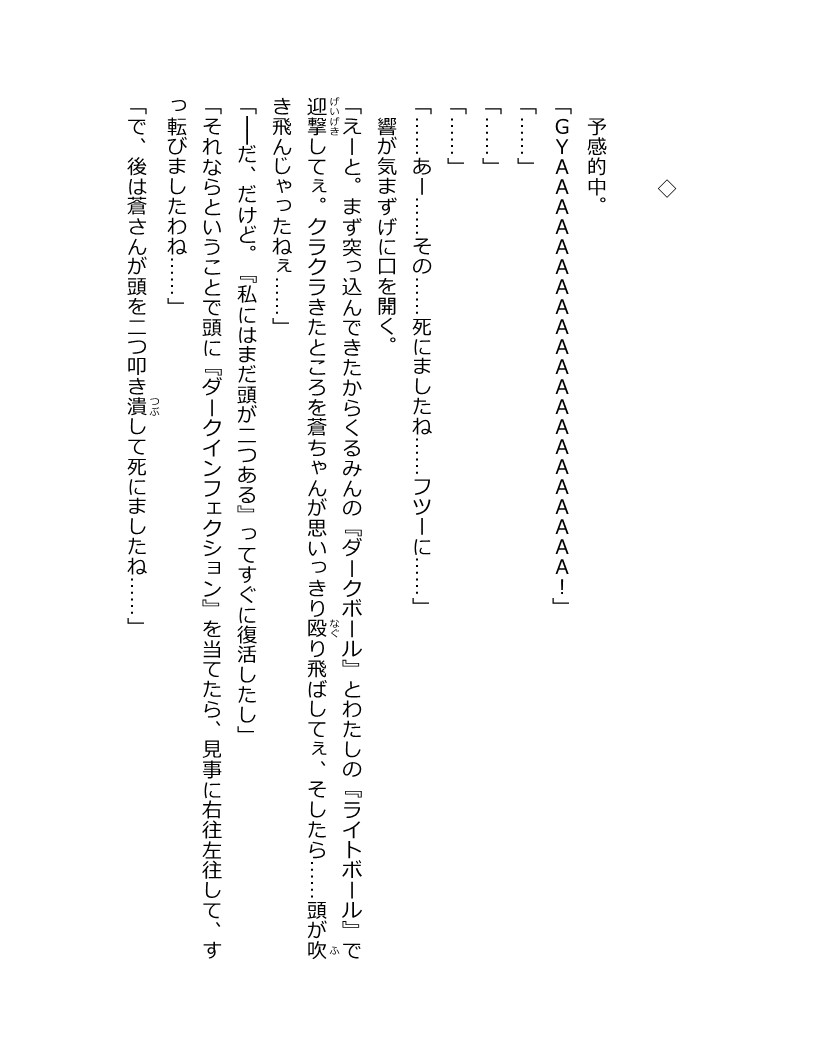 ◇
予感的中。
「ＧＹＡＡＡＡＡＡＡＡＡＡＡＡＡＡＡＡＡＡＡＡＡ！」
「……」
「……」
「……」
「……あー……その……死にましたね……フツーに……」
響が気まずげに口を開く。
「えーと。まず突っ込んできたからくるみんの『ダークボール』とわたしの『ライトボール』で
迎撃してぇ。クラクラきたところを蒼ちゃんが思いっきり殴り飛ばしてぇ、そしたら……頭が吹
き飛んじゃったねぇ……」
「──だ、だけど。『私にはまだ頭が二つある』ってすぐに復活したし」
「それならということで頭に『ダークインフェクション』を当てたら、見事に右往左往して、す
っ転びましたわね……」
「で、後は蒼さんが頭を二つ叩き潰して死にましたね……」